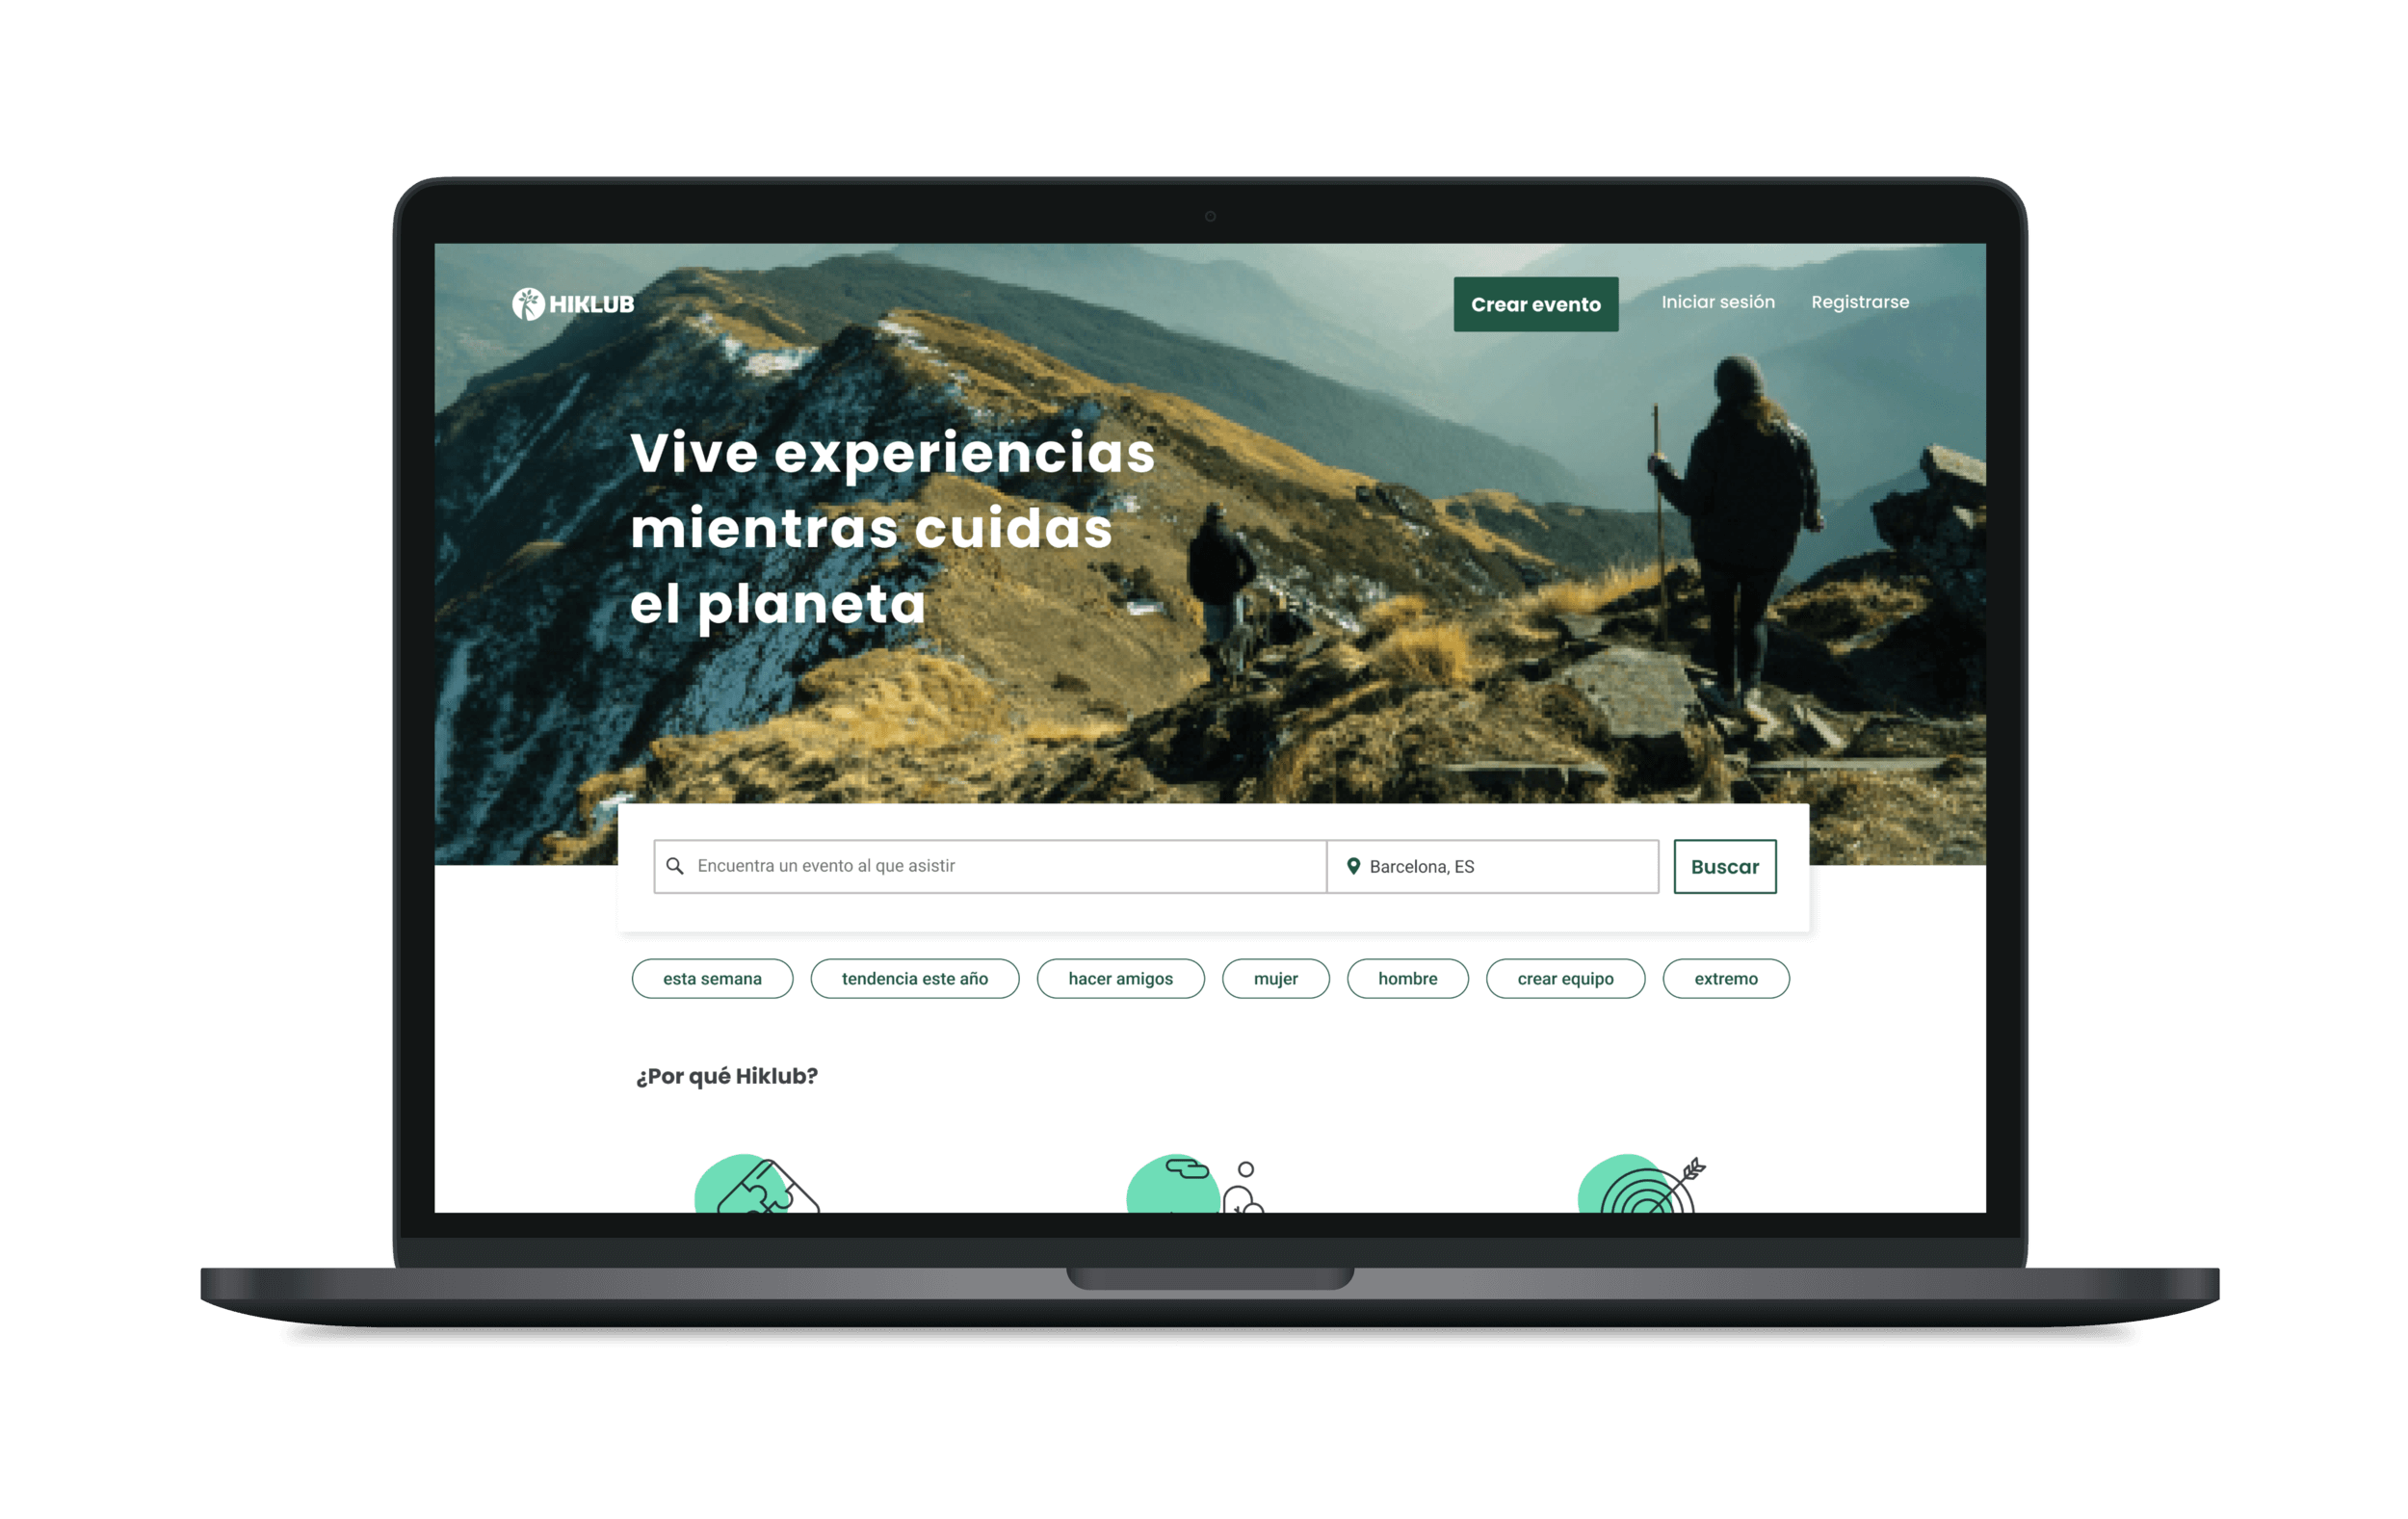 HIKLUB
Crear evento
Iniciar sesión
Registrarse
Vive experiencias
mientras cuidas
el planeta
Encuentra un evento al que asistir
Barcelona, ES
Buscar
esta semana
tendencia este año
hacer amigos
mujer
hombre
crear equipo
extremo
¿Por qué Hiklub?